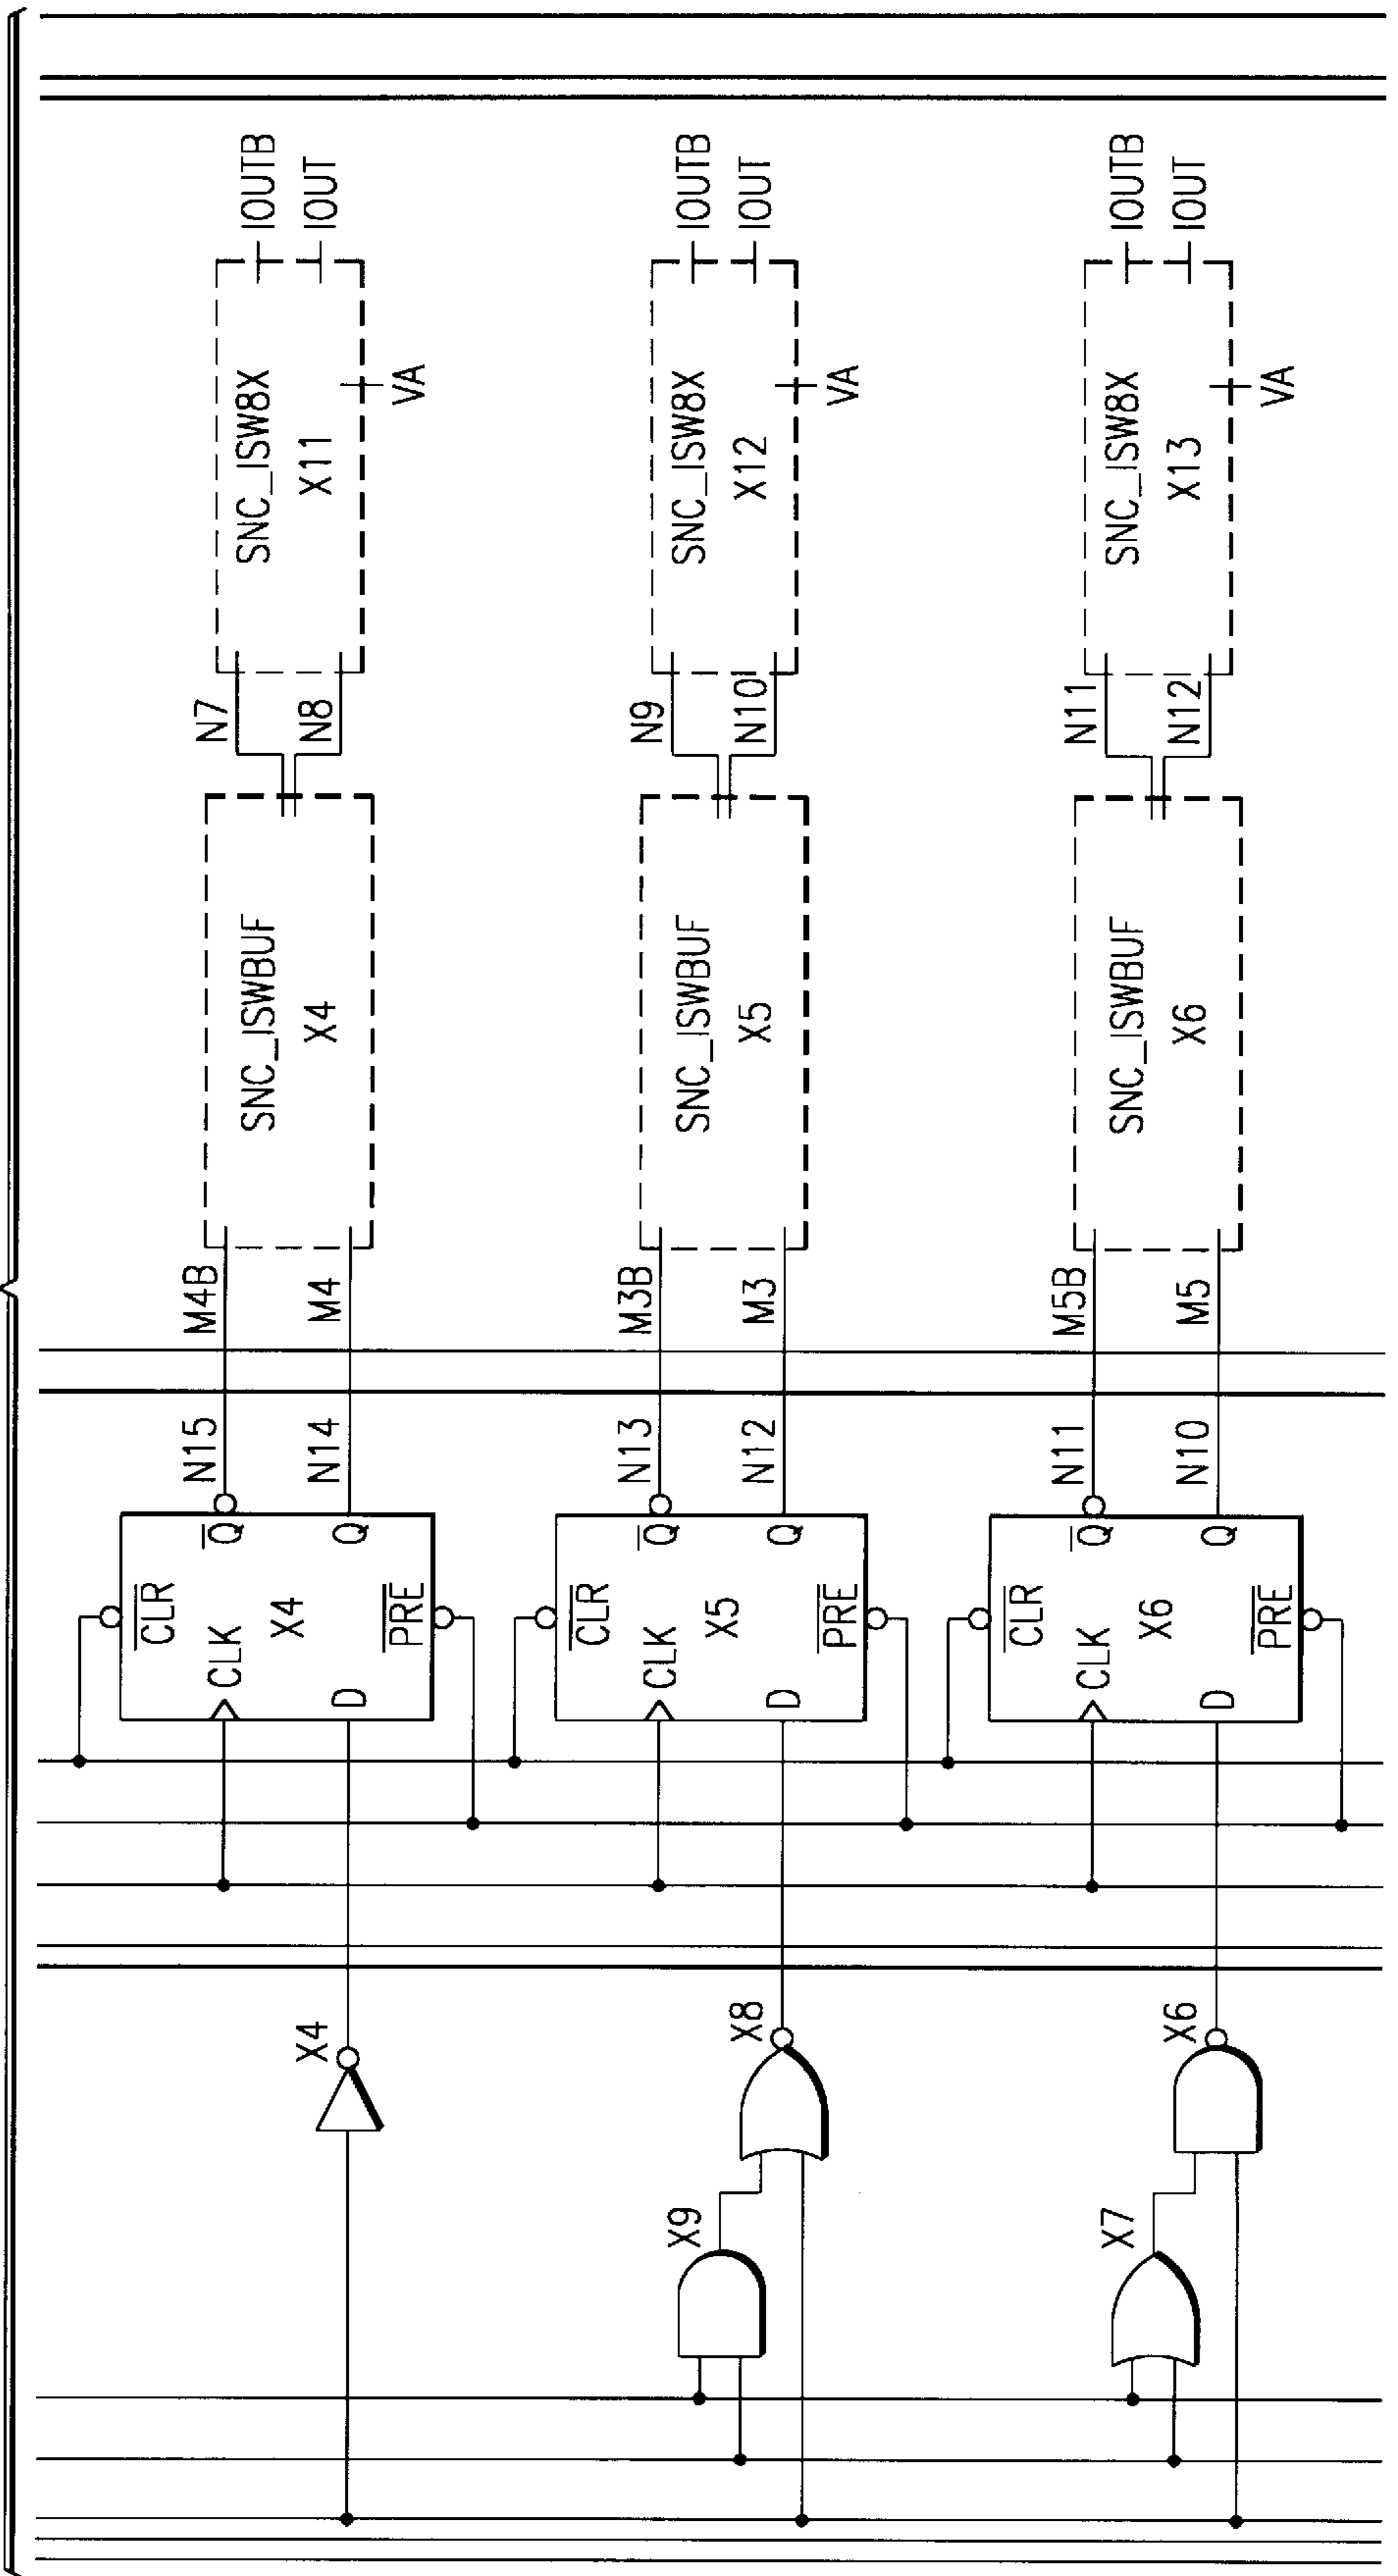 X4
CLR
CLK
X4
D
PRE
Q
Q
N15
N14
M4B
M4
SNC_ISWBUF
X4
N7
N8
SNC_ISW8X
X11
VA
IOUTB
IOUT
X9
X8
CLR
CLK
X5
D
PRE
Q
Q
N13
N12
M3B
M3
SNC_ISWBUF
X5
N9
N10
SNC_ISW8X
X12
VA
IOUTB
IOUT
X7
X6
CLR
CLK
X6
D
PRE
Q
Q
N11
N10
M5B
M5
SNC_ISWBUF
X6
N11
N12
SNC_ISW8X
X13
VA
IOUTB
IOUT